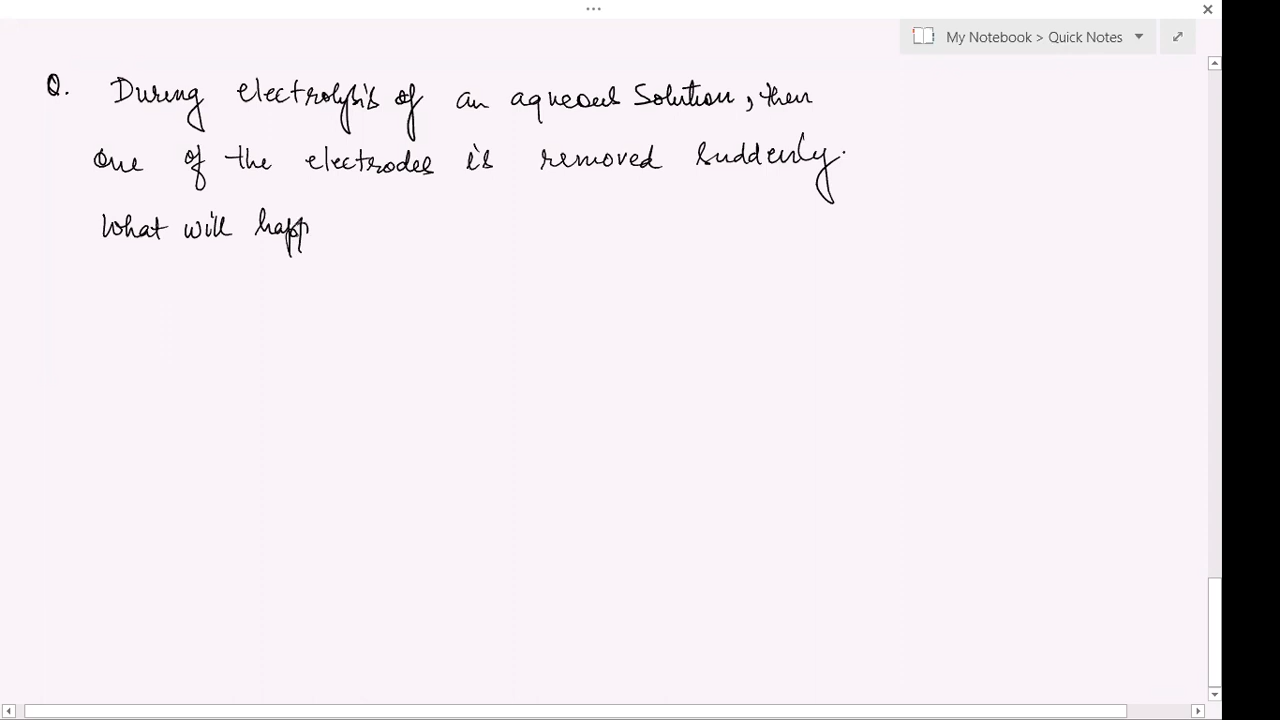 ...
My Notebook > Quick Notes
Q. During electrolysis of an aqueous solution, then
one of the electrodes is removed suddenly.
What will happ